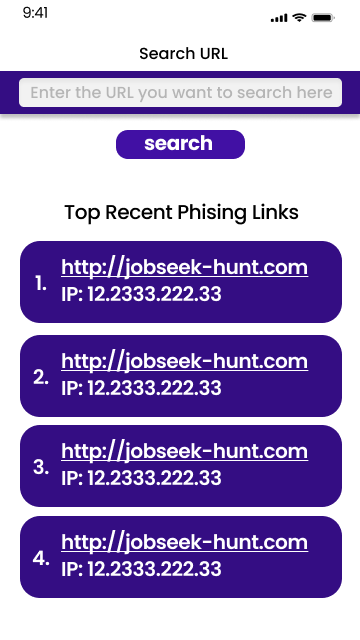 9:41
Search URL
Enter the URL you want to search here
search
Top Recent Phising Links
1.
http://jobseek-hunt.com
IP: 12.2333.222.33
2.
http://jobseek-hunt.com
IP: 12.2333.222.33
3.
http://jobseek-hunt.com
IP: 12.2333.222.33
4.
http://jobseek-hunt.com
IP: 12.2333.222.33